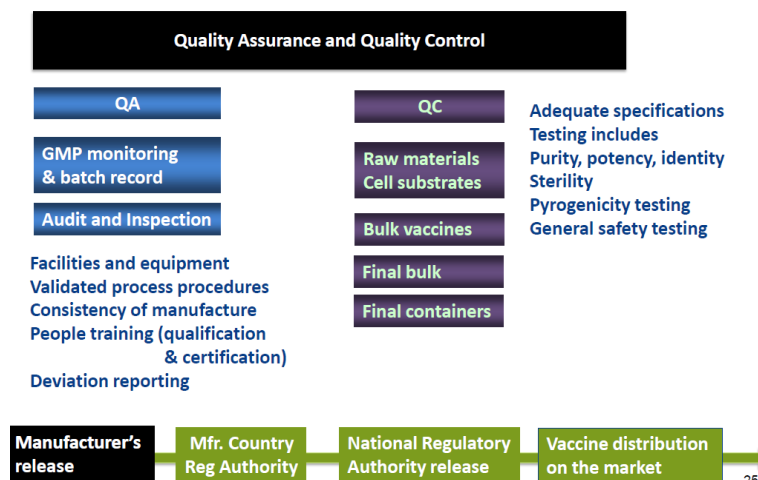 Quality Assurance and Quality Control
QA
GMP monitoring
& batch record
Audit and Inspection
Facilities and equipment
Validated process procedures
Consistency of manufacture
People training (qualification
& certification)
Deviation reporting
QC
Raw materials
Cell substrates
Bulk vaccines
Final bulk
Final containers
Adequate specifications
Testing includes
Purity, potency, identity
Sterility
Pyrogenicity testing
General safety testing
Manufacturer's
release
Mfr. Country
Reg Authority
National Regulatory
Authority release
Vaccine distribution
on the market
25